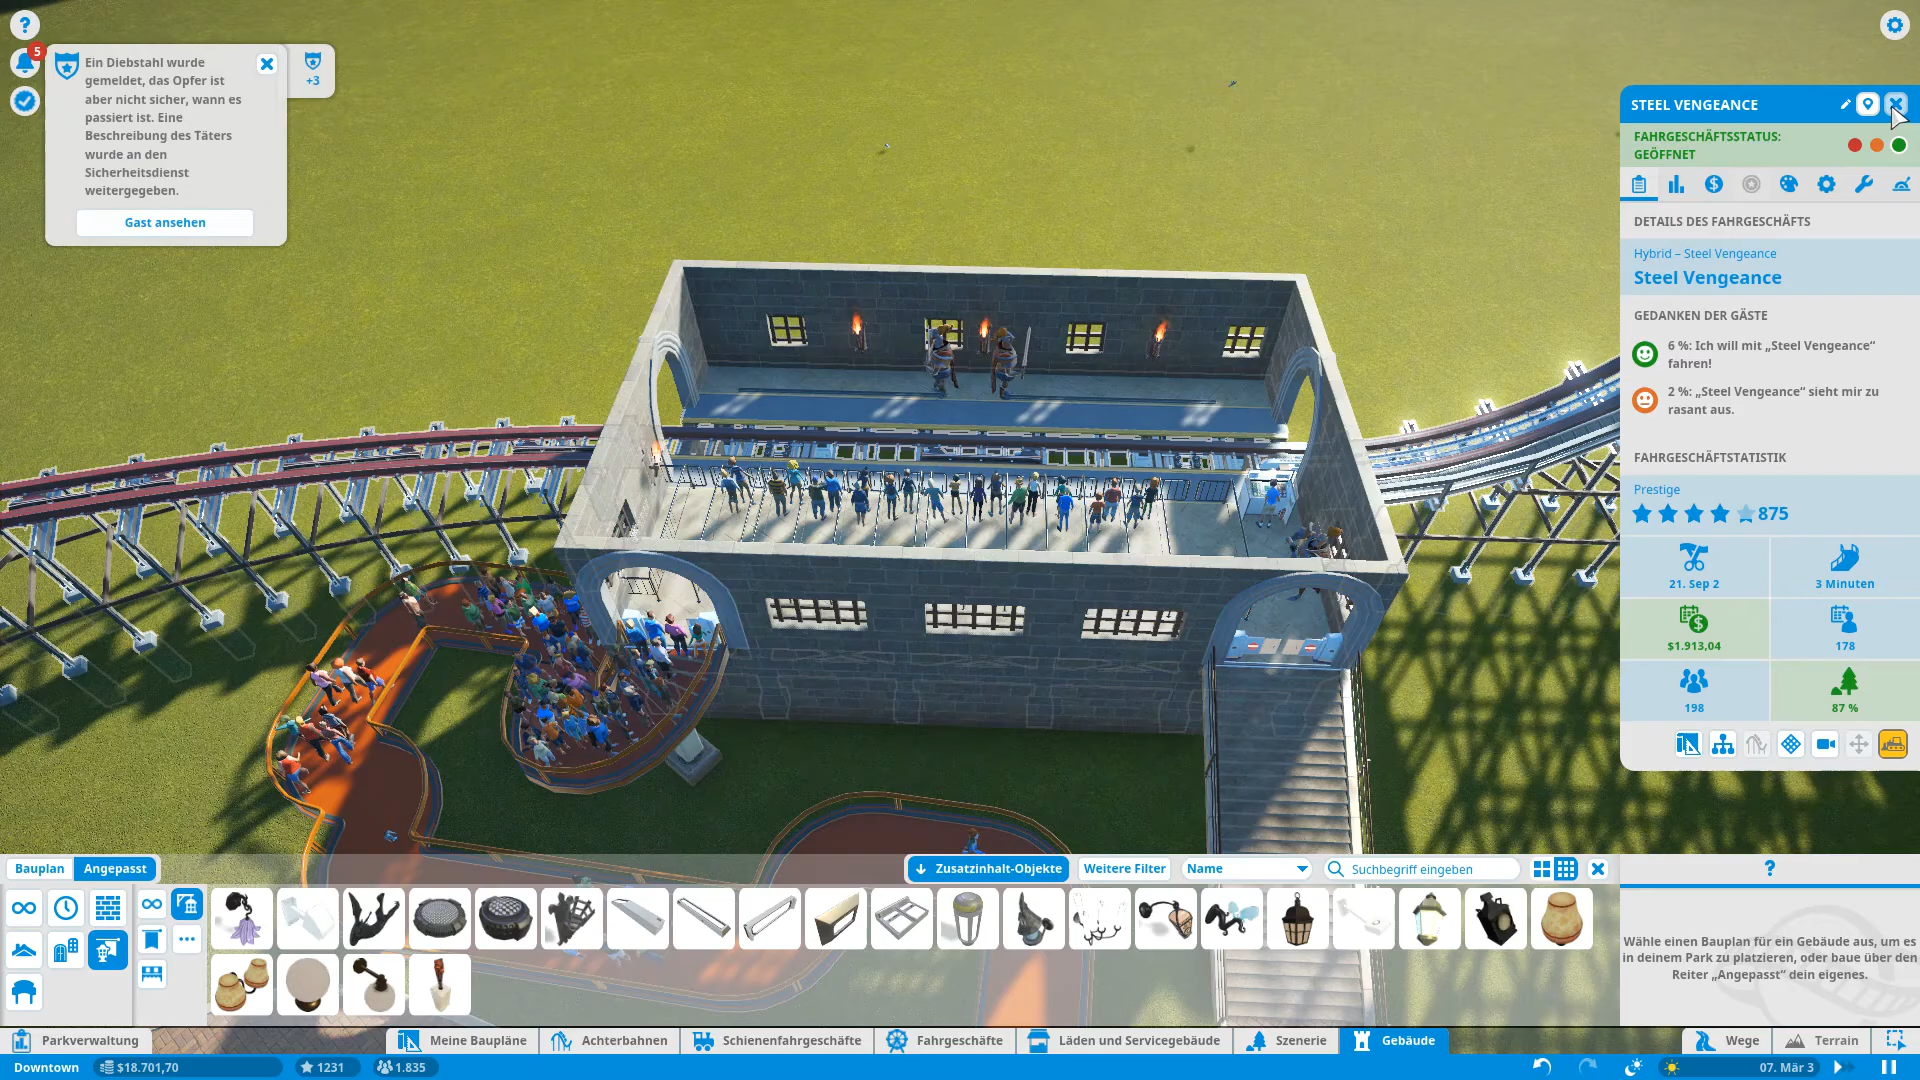 5
Ein Diebstahl wurde
gemeldet, das Opfer ist
aber nicht sicher, wann es
passiert ist. Eine
Beschreibung des Täters
wurde an den
Sicherheitsdienst
weitergegeben.
Gast ansehen
+3
STEEL VENGEANCE
FAHRGESCHÄFTSSTATUS:
GEÖFFNET
DETAILS DES FAHRGESCHÄFTS
Hybrid – Steel Vengeance
Steel Vengeance
GEDANKEN DER GÄSTE
6 %: Ich will mit „Steel Vengeance“
fahren!
2 %: „Steel Vengeance“ sieht mir zu
rasant aus.
FAHRGESCHÄFTSTATISTIK
Prestige
875
21. Sep 2
3 Minuten
$1.913,04
178
198
87 %
Bauplan
Angepasst
Zusatzinhalt-Objekte
Weitere Filter
Name
Suchbegriff eingeben
?
Wähle einen Bauplan für ein Gebäude aus, um es
in deinem Park zu platzieren, oder baue über den
Reiter „Angepasst“ dein eigenes.
Parkverwaltung
Meine Baupläne
Achterbahnen
Schienenfahrgeschäfte
Fahrgeschäfte
Läden und Servicegebäude
Szenerie
Gebäude
Wege
Terrain
Downtown
$18.701,70
1231
1.835
07. Mär 3